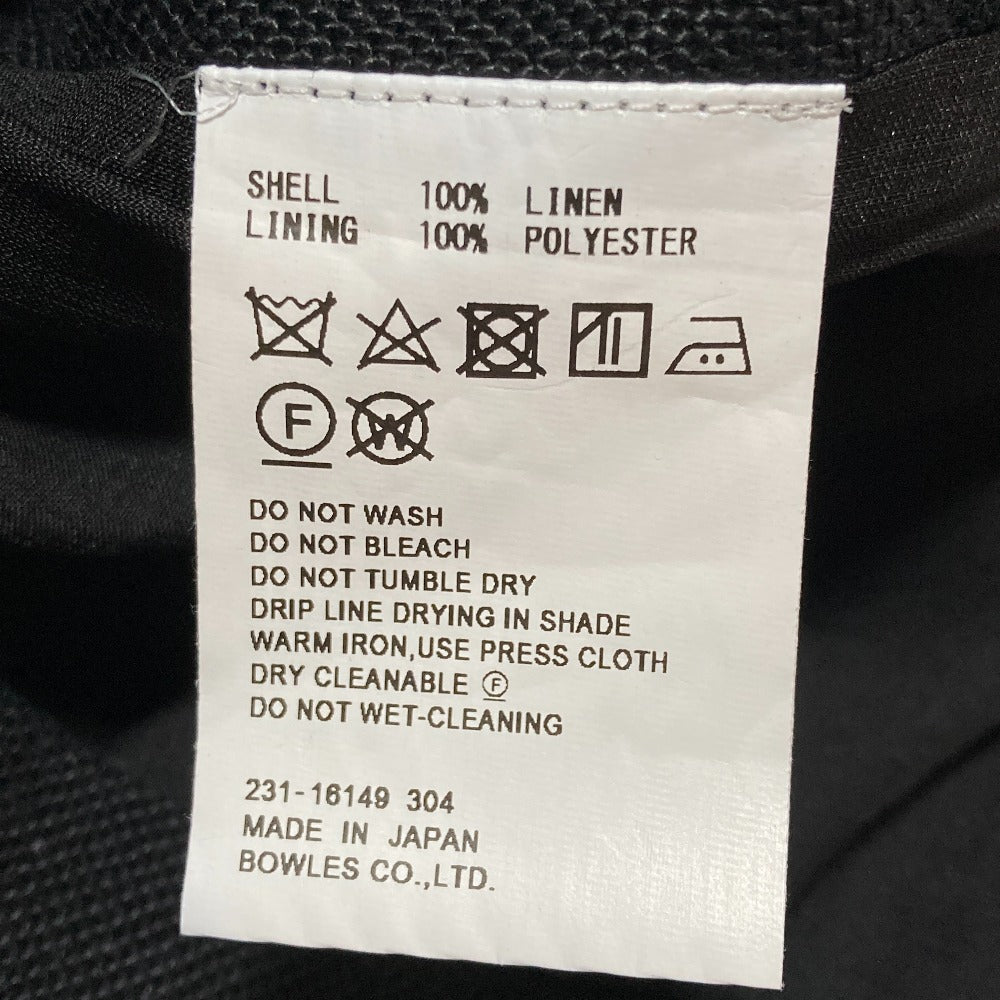 SHELL 100% LINEN
LINING 100% POLYESTER
F W
DO NOT WASH
DO NOT BLEACH
DO NOT TUMBLE DRY
DRIP LINE DRYING IN SHADE
WARM IRON,USE PRESS CLOTH
DRY CLEANABLE Ⓕ
DO NOT WET-CLEANING
231-16149 304
MADE IN JAPAN
BOWLES CO.,LTD.